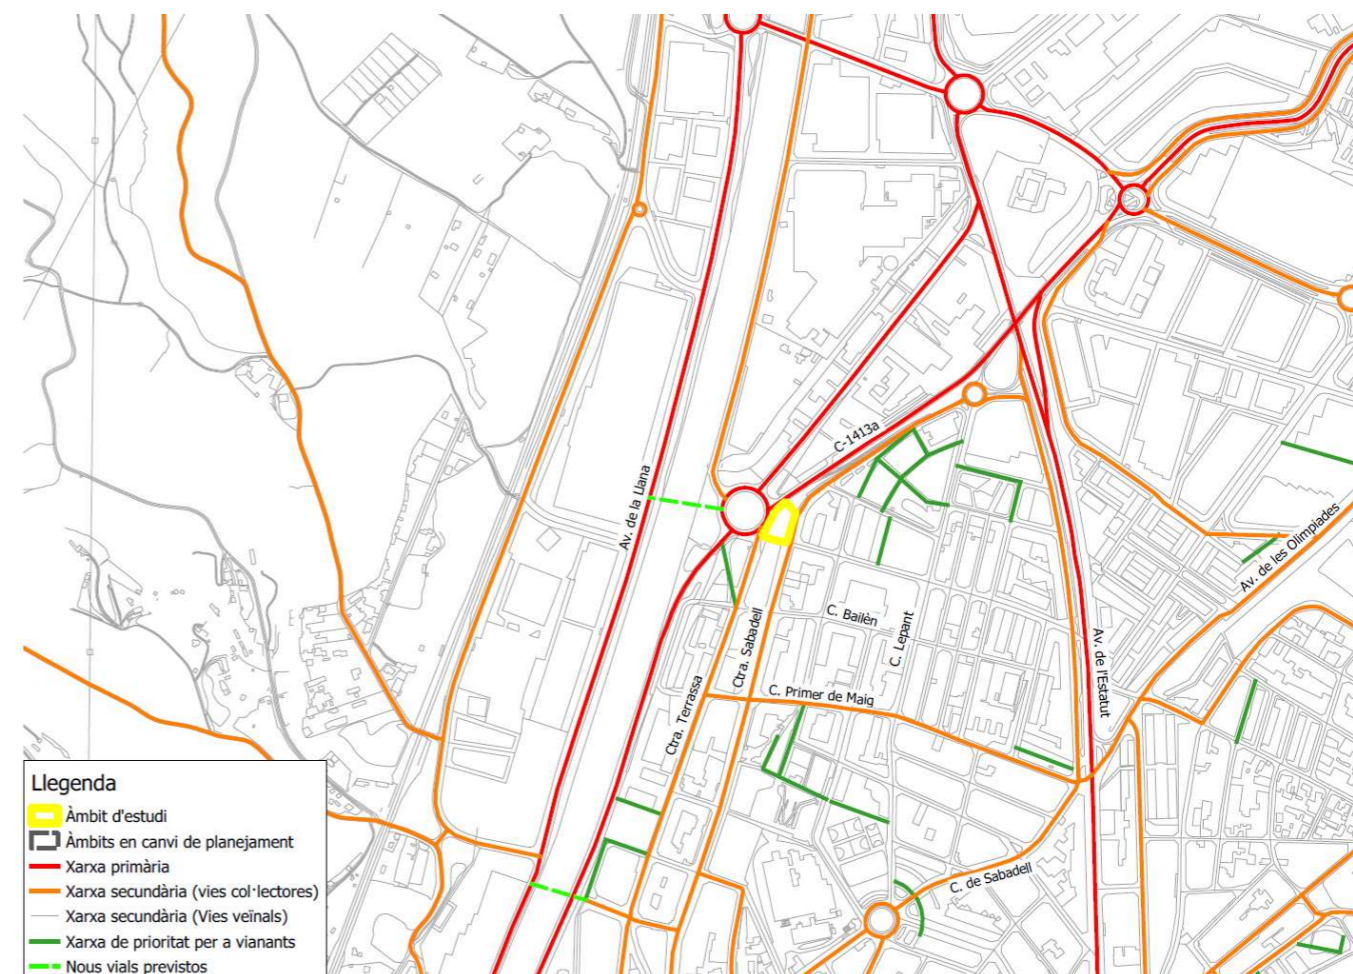 C-1413a
Av. de la Llana
Av. de les Olimpiades
C. Bailèn
C. Lepant
Ctra. Sabadell
Av. de l'Estatut
Ctra. Terrassa
C. Primer de Maig
C. de Sabadell
Llegenda
Àmbit d'estudi
Àmbits en canvi de planejament
Xarxa primària
Xarxa secundària (vies col·lectores)
Xarxa secundària (Vies veïnals)
Xarxa de prioritat per a vianants
Nous vials previstos